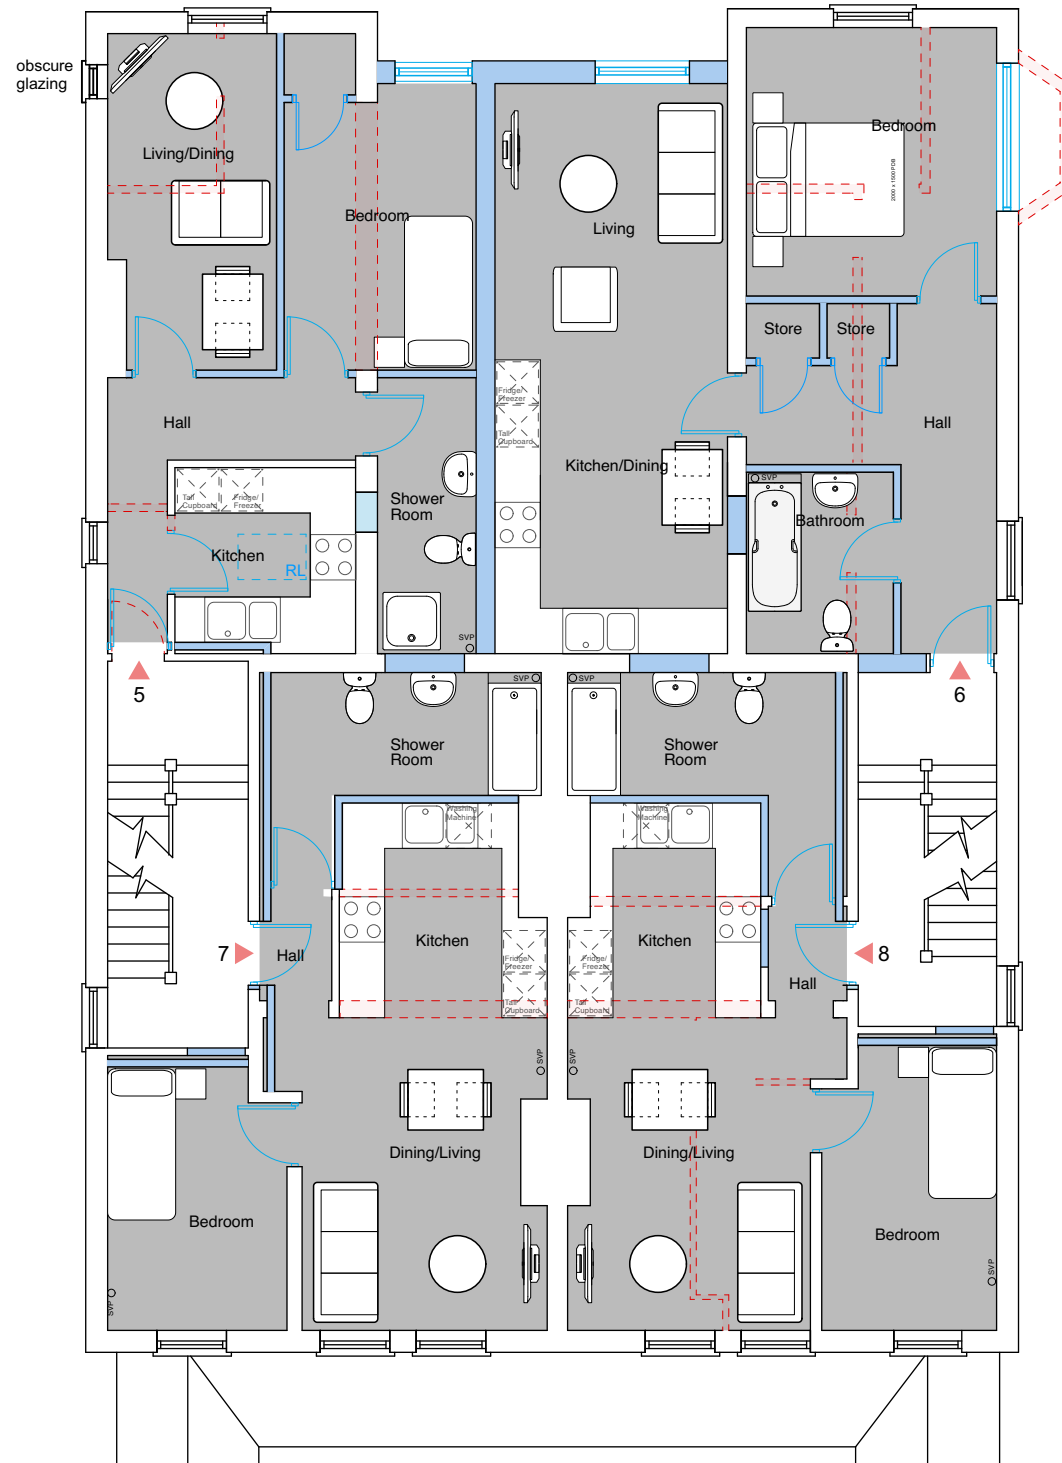 obscure
glazing
Living/Dining
Bedroom
Living
Bedroom
2000 x 1500 PDB
Store
Store
Hall
Fridge/
Freezer
Tall
Cupboard
Hall
Kitchen/Dining
Tall
Cupboard
Fridge/
Freezer
Shower
Room
SVP
Bathroom
Kitchen
RL
SVP
5
6
SVP
SVP
Shower
Room
Shower
Room
Washing
Machine
Washing
Machine
Kitchen
Kitchen
7
Hall
Fridge/
Freezer
Fridge/
Freezer
Hall
8
Tall
Cupboard
Tall
Cupboard
SVP
SVP
Dining/Living
Dining/Living
Bedroom
Bedroom
SVP
SVP